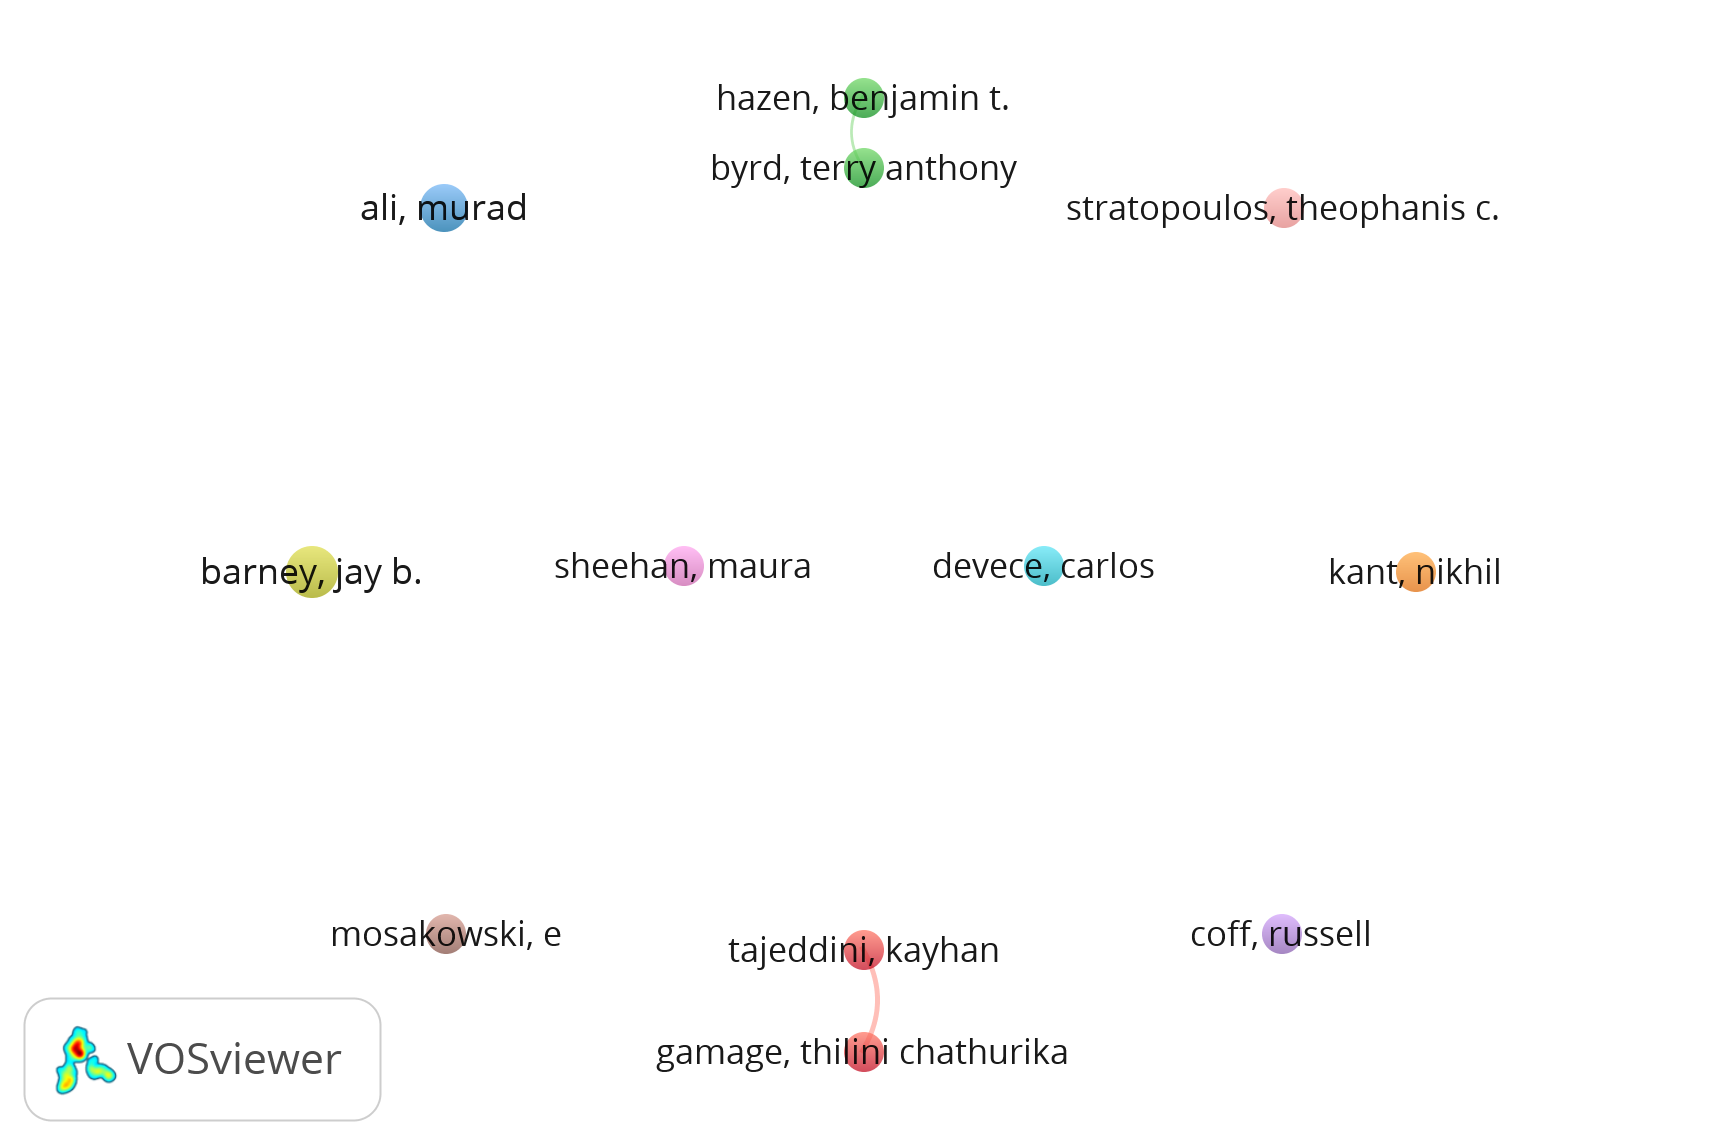 hazen, benjamin t.
byrd, terry anthony
ali, murad
stratopoulos, theophanis c.
barney, jay b.
sheehan, maura
devece, carlos
kant, nikhil
mosakowski, e
tajeddini, kayhan
coff, russell
gamage, thilini chathurika
VOSviewer